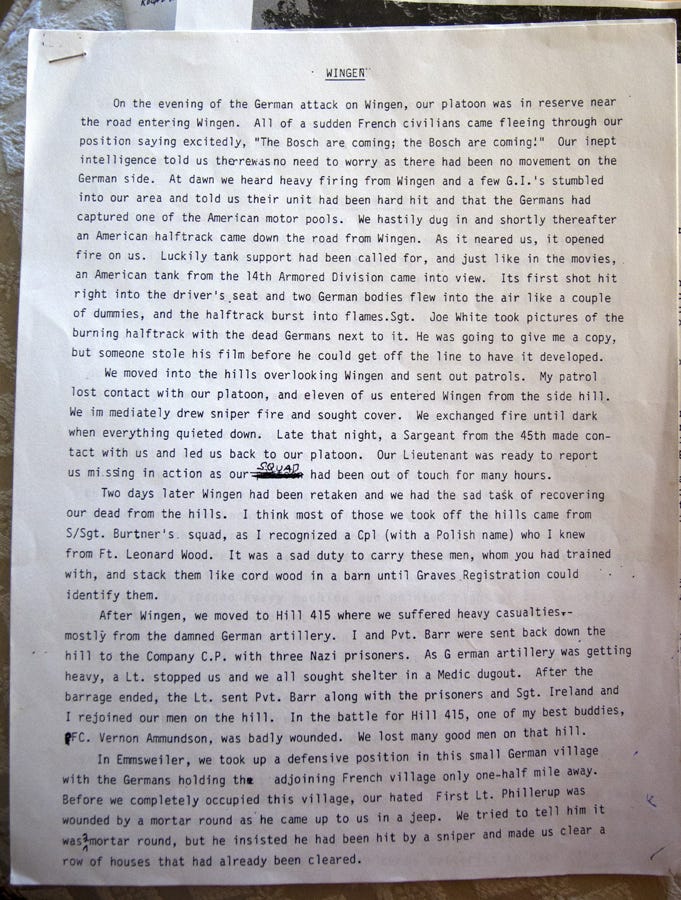 WINGEN
On the evening of the German attack on Wingen, our platoon was in reserve near
the road entering Wingen. All of a sudden French civilians came fleeing through our
position saying excitedly, "The Bosch are coming; the Bosch are coming!" Our inept
intelligence told us therrewas no need to worry as there had been no movement on the
German side. At dawn we heard heavy firing from Wingen and a few G.I.'s stumbled
into our area and told us their unit had been hard hit and that the Germans had
captured one of the American motor pools. We hastily dug in and shortly thereafter
an American halftrack came down the road from Wingen. As it neared us, it opened
fire on us. Luckily tank support had been called for, and just like in the movies,
an American tank from the 14th Armored Division came into view. Its first shot hit
right into the driver's seat and two German bodies flew into the air like a couple
of dummies, and the halftrack burst into flames.Sgt. Joe White took pictures of the
burning halftrack with the dead Germans next to it. He was going to give me a copy,
but someone stole his film before he could get off the line to have it developed.
We moved into the hills overlooking Wingen and sent out patrols. My patrol
lost contact with our platoon, and eleven of us entered Wingen from the side hill.
We im mediately drew sniper fire and sought cover. We exchanged fire until dark
when everything quieted down. Late that night, a Sargeant from the 45th made con-
tact with us and led us back to our platoon. Our Lieutenant was ready to report
us missing in action as our SQUAD had been out of touch for many hours.
Two days later Wingen had been retaken and we had the sad task of recovering
our dead from the hills. I think most of those we took off the hills came from
S/Sgt. Burtner's squad, as I recognized a Cpl (with a Polish name) who I knew
from Ft. Leonard Wood. It was a sad duty to carry these men, whom you had trained
with, and stack them like cord wood in a barn until Graves Registration could
identify them.
After Wingen, we moved to Hill 415 where we suffered heavy casualties--
mostly from the damned German artillery. I and Pvt. Barr were sent back down the
hill to the Company C.P. with three Nazi prisoners. As G erman artillery was getting
heavy, a Lt. stopped us and we all sought shelter in a Medic dugout. After the
barrage ended, the Lt. sent Pvt. Barr along with the prisoners and Sgt. Ireland and
I rejoined our men on the hill. In the battle for Hill 415, one of my best buddies,
PFC. Vernon Ammundson, was badly wounded. We lost many good men on that hill.
In Emmsweiler, we took up a defensive position in this small German village
with the Germans holding the adjoining French village only one-half mile away.
Before we completely occupied this village, our hated First Lt. Phillerup was
wounded by a mortar round as he came up to us in a jeep. We tried to tell him it
was a mortar round, but he insisted he had been hit by a sniper and made us clear a
row of houses that had already been cleared.